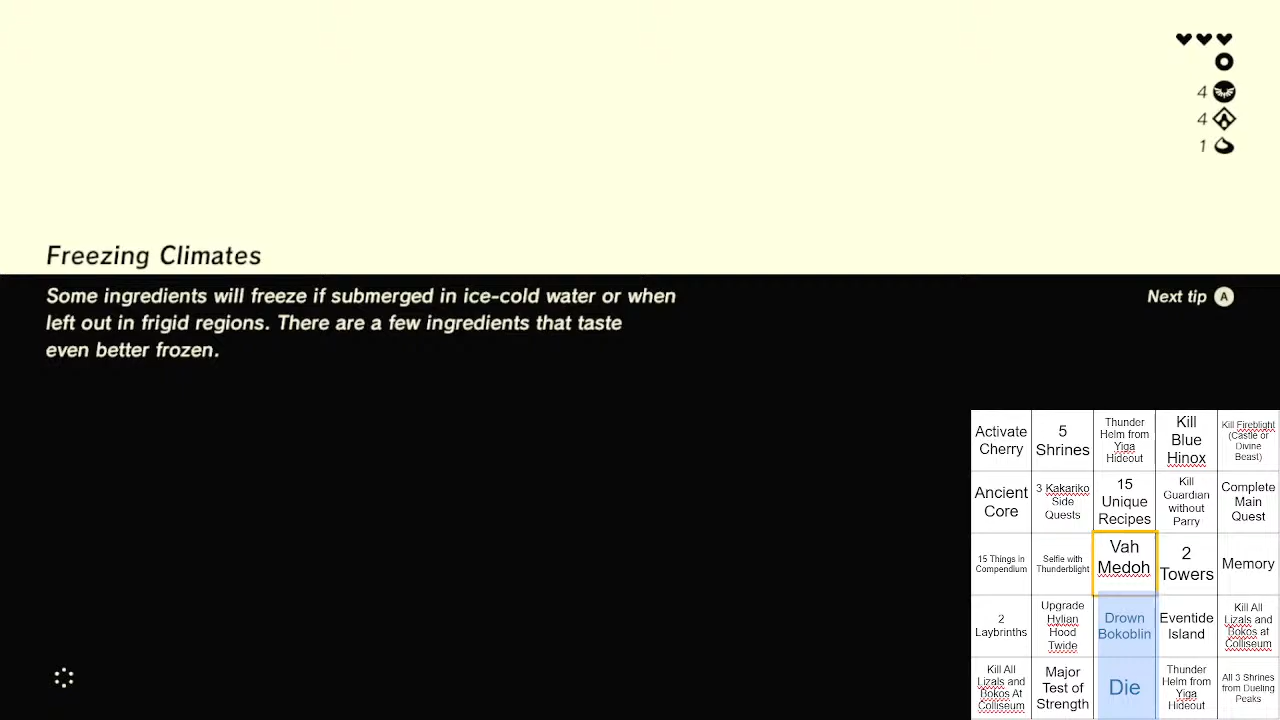 4
4
1
Freezing Climates
Some ingredients will freeze if submerged in ice-cold water or when
left out in frigid regions. There are a few ingredients that taste
even better frozen.
Next tip A
Activate
Cherry
5
Shrines
Thunder
Helm from
Yiga
Hideout
Kill
Blue
Hinox
Kill Fireblight
(Castle or
Divine
Beast)
Ancient
Core
3 Kakariko
Side
Quests
15
Unique
Recipes
Kill
Guardian
without
Parry
Complete
Main
Quest
15 Things In
Compendium
Selfie with
Thunderblight
Vah
Medoh
2
Towers
Memory
2
Laybrinths
Upgrade
Hylian
Hood
Twide
Drown
Bokoblin
Eventide
Island
Kill All
Lizals and
Bokos at
Colliseum
Kill All
Lizals and
Bokos At
Colliseum
Major
Test of
Strength
Die
Thunder
Helm from
Yiga
Hideout
All 3 Shrines
from Dueling
Peaks